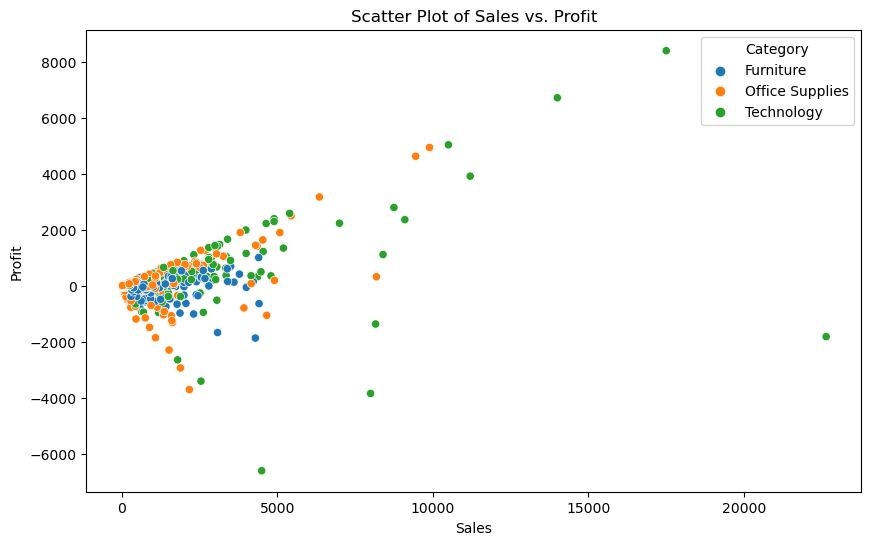 Scatter Plot of Sales vs. Profit
Category
Furniture
Office Supplies
Technology
8000
6000
4000
2000
0
−2000
−4000
−6000
Profit
0
5000
10000
15000
20000
Sales